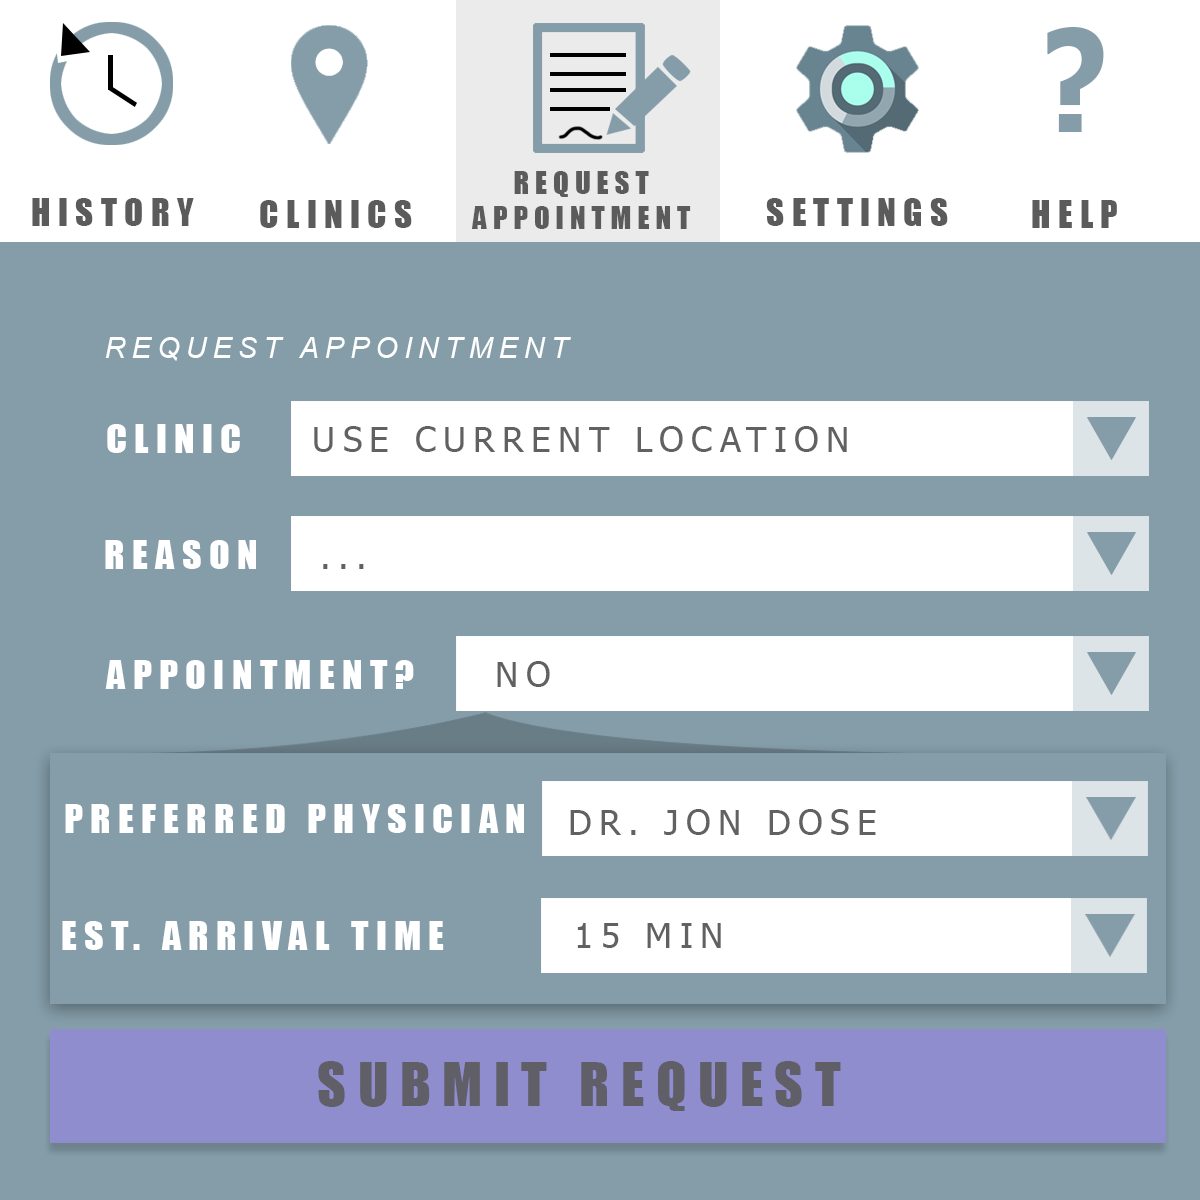 HISTORY
CLINICS
REQUEST
APPOINTMENT
SETTINGS
?
HELP
REQUEST APPOINTMENT
CLINIC USE CURRENT LOCATION
REASON ...
APPOINTMENT? NO
PREFERRED PHYSICIAN DR. JON DOSE
EST. ARRIVAL TIME 15 MIN
SUBMIT REQUEST